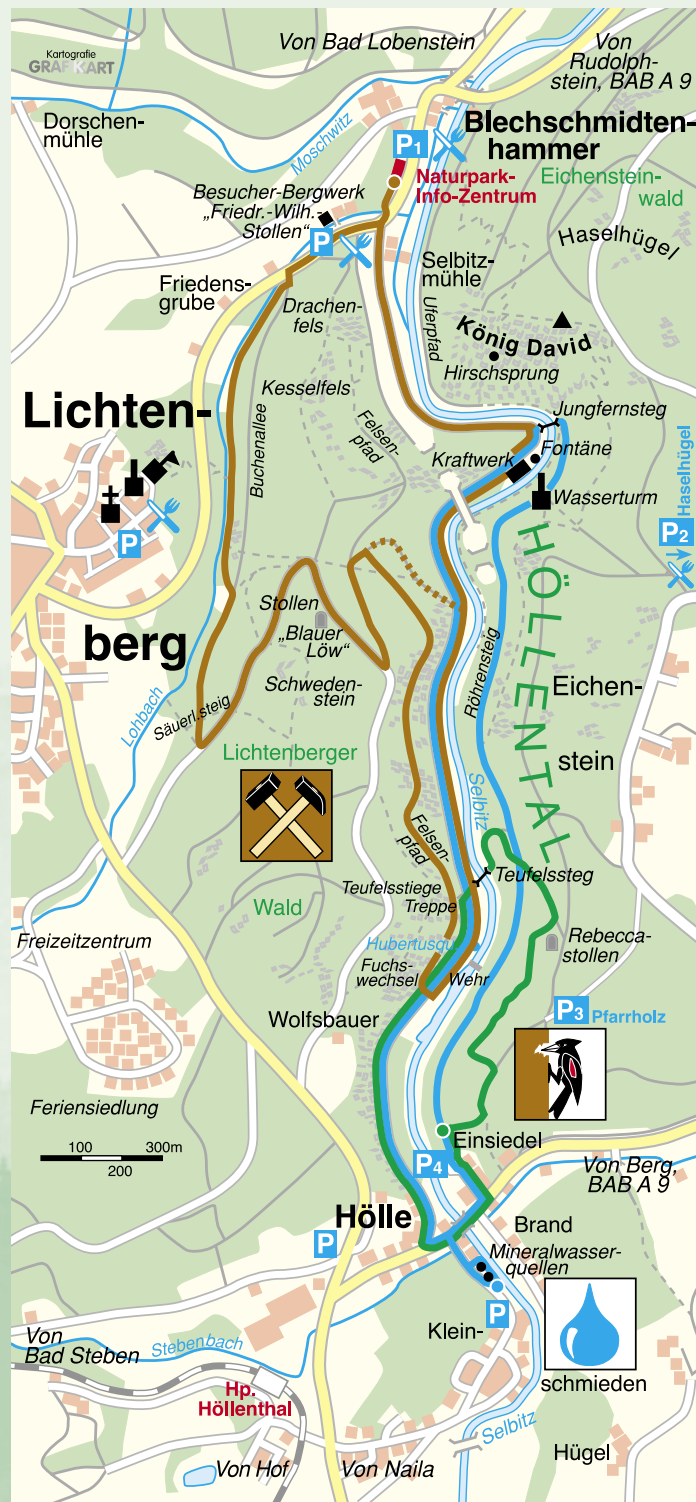 Kartografie
GRAFIKKART
Von Bad Lobenstein
Von
Rudolph-
stein, BAB A 9
Dorschen-
mühle
Moschwitz
P1
Blechschmidten-
hammer
Naturpark-
Info-Zentrum
Eichenstein-
wald
Besucher-Bergwerk
„Friedr.-Wilh.-
Stollen“
P
Haselhügel
Selbitz-
mühle
Friedens-
grube
Drachen-
fels
Uferpfad
König David
Hirschsprung
Kesselfels
Lichten-
Felsen-
pfad
Jungfernsteg
Buchenallee
Kraftwerk
Fontäne
Haselhügel
Wasserturm
P
P2
HÖLLENTAL
Stollen
„Blauer
Löw“
berg
Röhrensteig
Schweden-
stein
Eichen-
stein
Säuerl.steig
Lohbach
Lichtenberger
Selbitz
Felsen-
pfad
Teufelssteg
Teufelsstiege
Treppe
Wald
Freizeitzentrum
Hubertusqu.
Rebecca-
stollen
Fuchs-
wechsel
Wehr
P3 Pfarrholz
Wolfsbauer
Feriensiedlung
100 300m
200
Einsiedel
P4
Von Berg,
BAB A 9
Hölle
Brand
P
Mineralwasser-
quellen
P
Klein-
schmieden
Von
Bad Steben
Stebenbach
Hp.
Höllenthal
Selbitz
Hügel
Von Hof
Von Naila